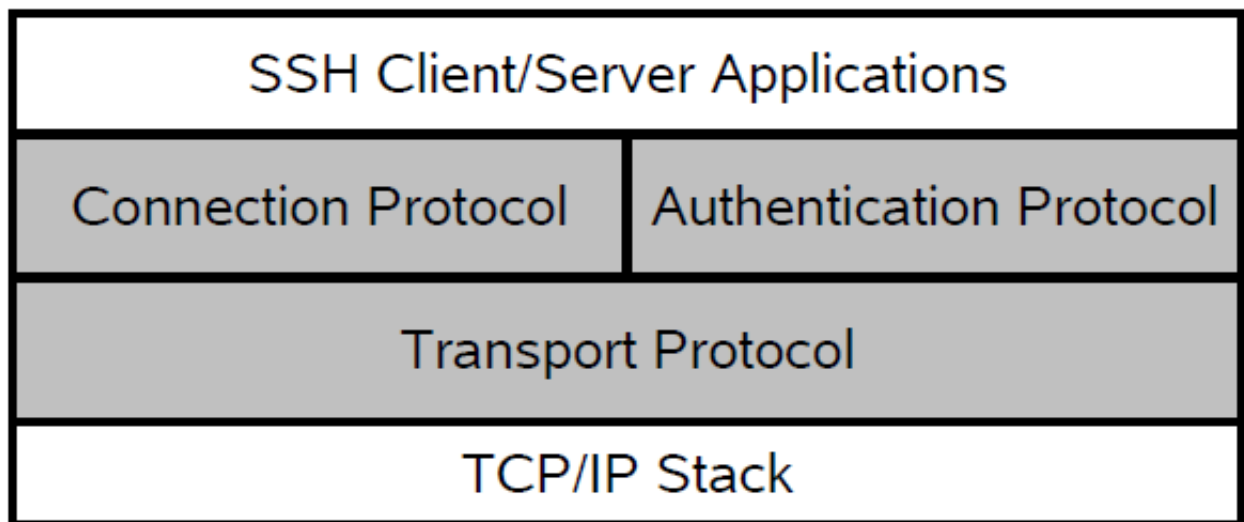 SSH Client/Server Applications
Connection Protocol
Authentication Protocol
Transport Protocol
TCP/IP Stack